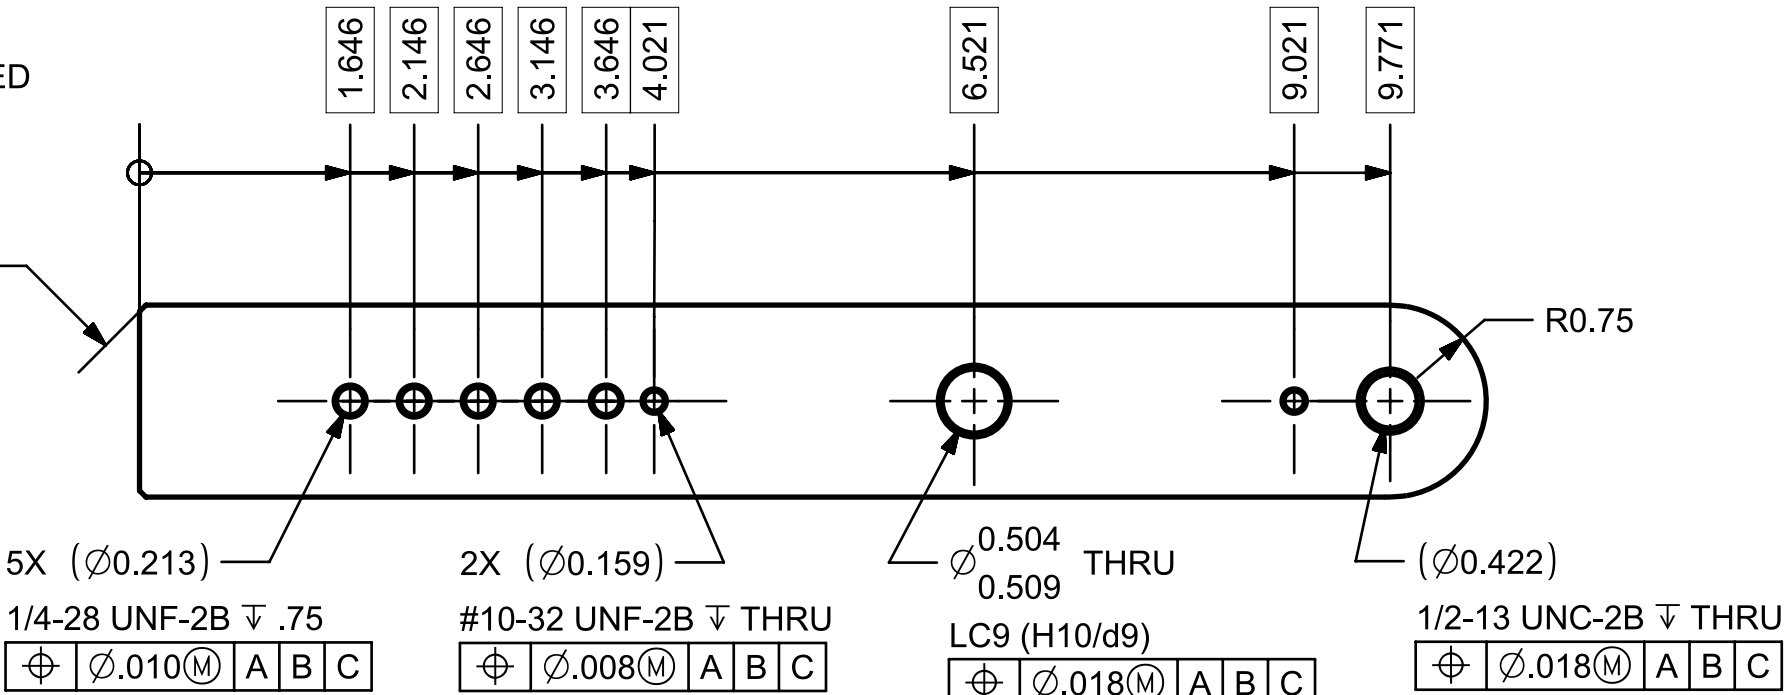 1.646
2.146
2.646
3.146
3.646
4.021
6.521
9.021
9.771
ED
R0.75
5X (∅0.213)
1/4-28 UNF-2B ↧ .75
⌖ ∅.010Ⓜ A B C
2X (∅0.159)
#10-32 UNF-2B ↧ THRU
⌖ ∅.008Ⓜ A B C
∅ 0.504
0.509 THRU
LC9 (H10/d9)
⌖ ∅.018Ⓜ A B C
(∅0.422)
1/2-13 UNC-2B ↧ THRU
⌖ ∅.018Ⓜ A B C